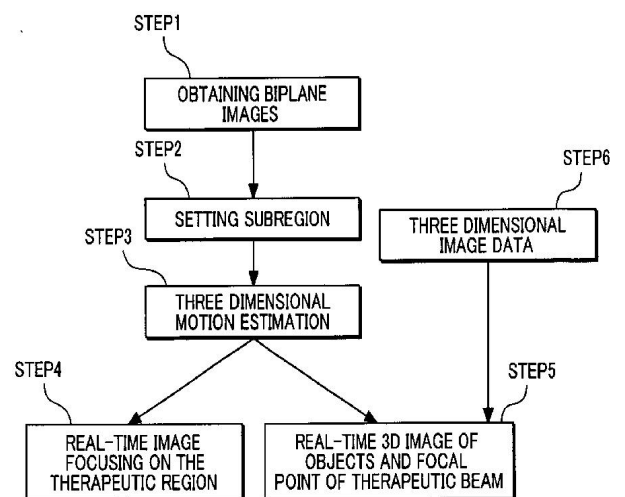 STEP1
OBTAINING BIPLANE
IMAGES
STEP2
SETTING SUBREGION
STEP6
THREE DIMENSIONAL
IMAGE DATA
STEP3
THREE DIMENSIONAL
MOTION ESTIMATION
STEP4
REAL-TIME IMAGE
FOCUSING ON THE
THERAPEUTIC REGION
STEP5
REAL-TIME 3D IMAGE OF
OBJECTS AND FOCAL
POINT OF THERAPEUTIC BEAM